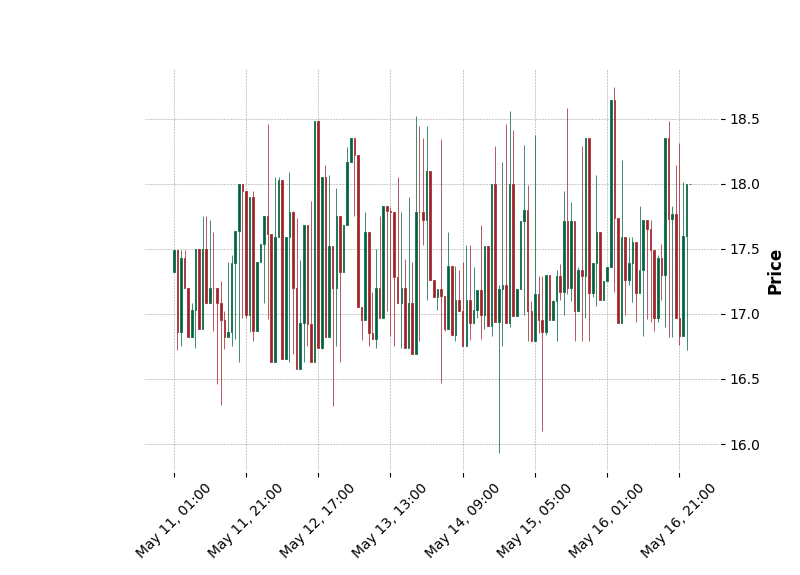 18.5
18.0
17.5
17.0
16.5
16.0
Price
May 11, 01:00
May 11, 21:00
May 12, 17:00
May 13, 13:00
May 14, 09:00
May 15, 05:00
May 16, 01:00
May 16, 21:00